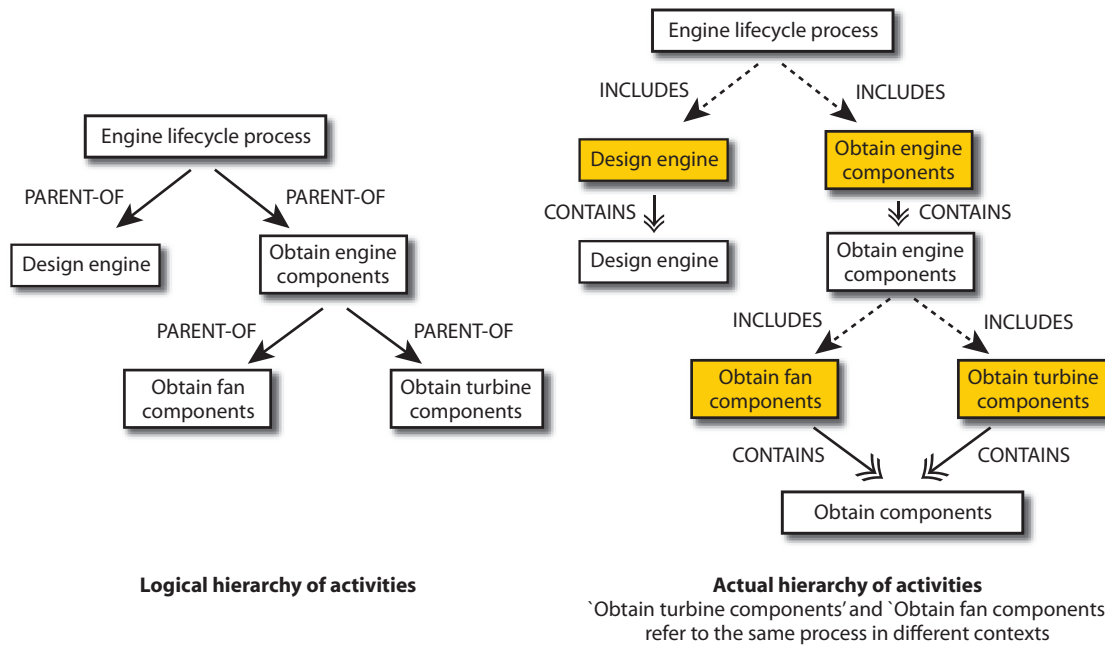 Engine lifecycle process
PARENT-OF
PARENT-OF
Design engine
Obtain engine
components
PARENT-OF
PARENT-OF
Obtain fan
components
Obtain turbine
components
Logical hierarchy of activities
Engine lifecycle process
INCLUDES
INCLUDES
Design engine
Obtain engine
components
CONTAINS
CONTAINS
Design engine
Obtain engine
components
INCLUDES
INCLUDES
Obtain fan
components
Obtain turbine
components
CONTAINS
CONTAINS
Obtain components
Actual hierarchy of activities
`Obtain turbine components' and `Obtain fan components
refer to the same process in different contexts